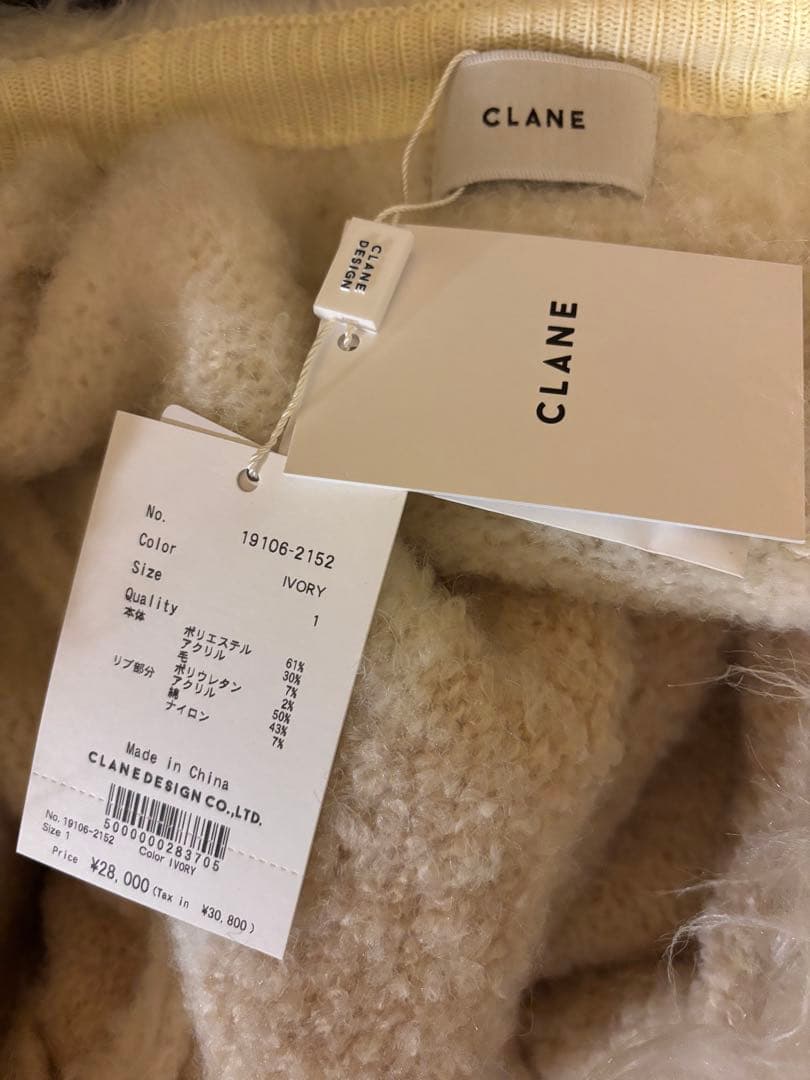 CLANE
CLANE
DESIGN
CLANE
No. 19106-2152
Color IVORY
Size 1
Quality
本体
ポリエステル 61%
アクリル 30%
毛 7%
ポリウレタン 2%
リブ部分 アクリル 50%
綿 43%
ナイロン 7%
Made in China
CLANEDESIGN CO.,LTD.
5000000283705
No. 19106-2152
Size 1 Color IVORY
Price ¥28,000 (Tax in ¥30,800)